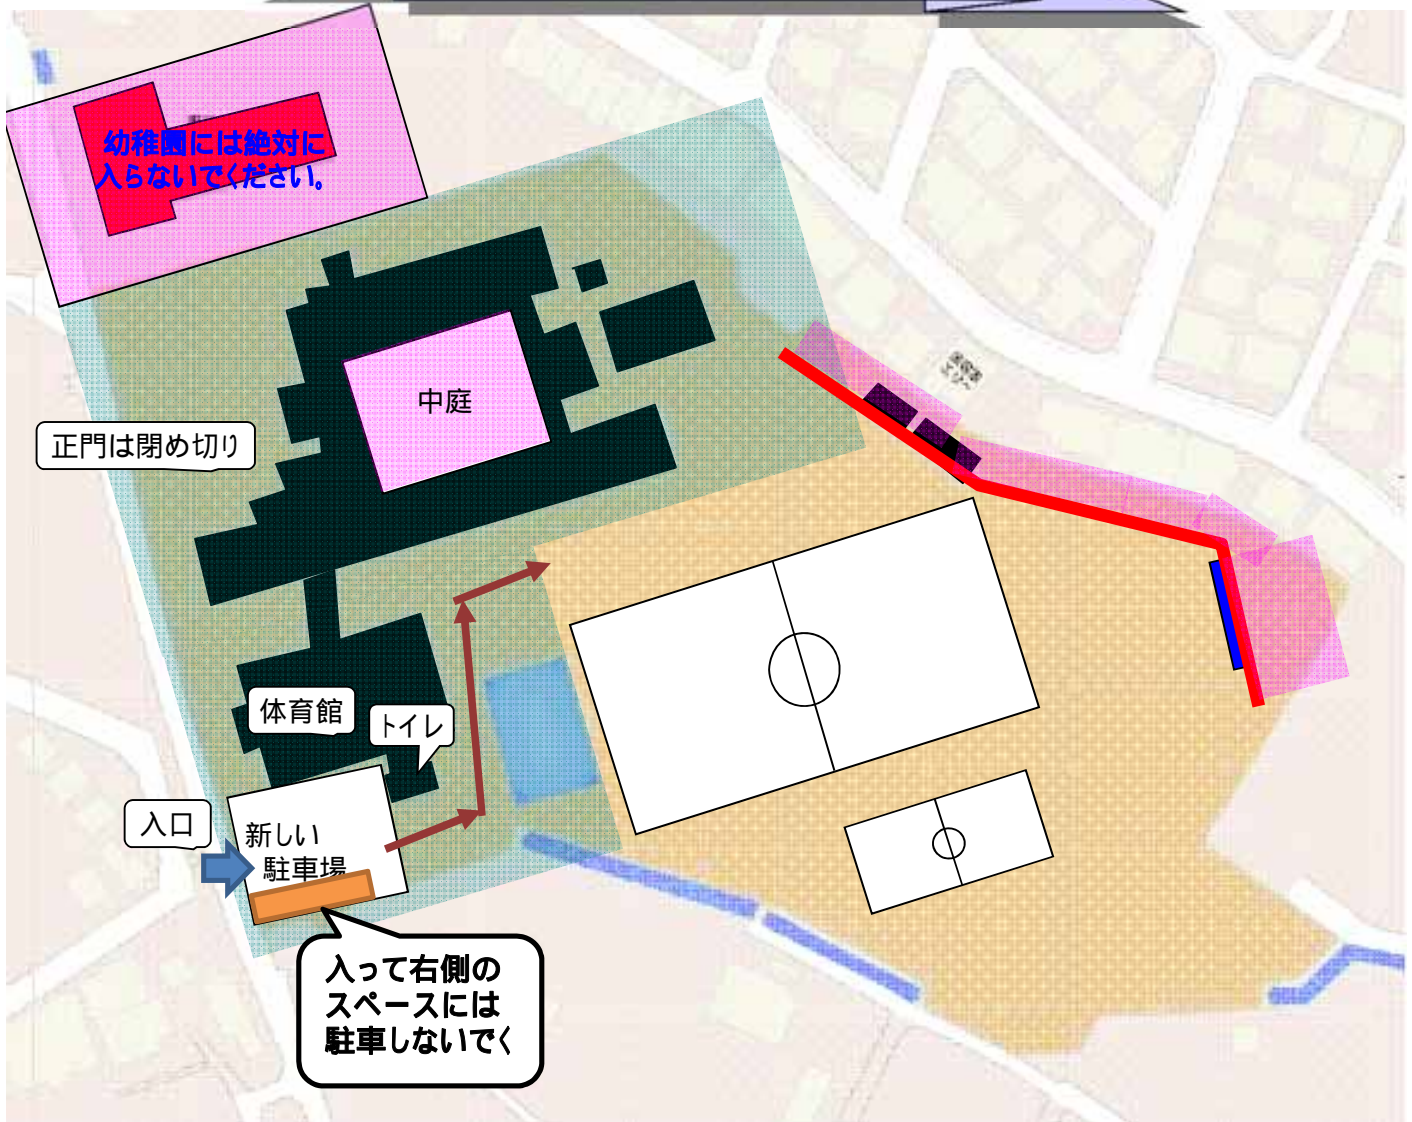 幼稚園には絶対に
入らないでください。
中庭
正門は閉め切り
体育館
トイレ
入口
新しい
駐車場
入って右側の
スペースには
駐車しないでく